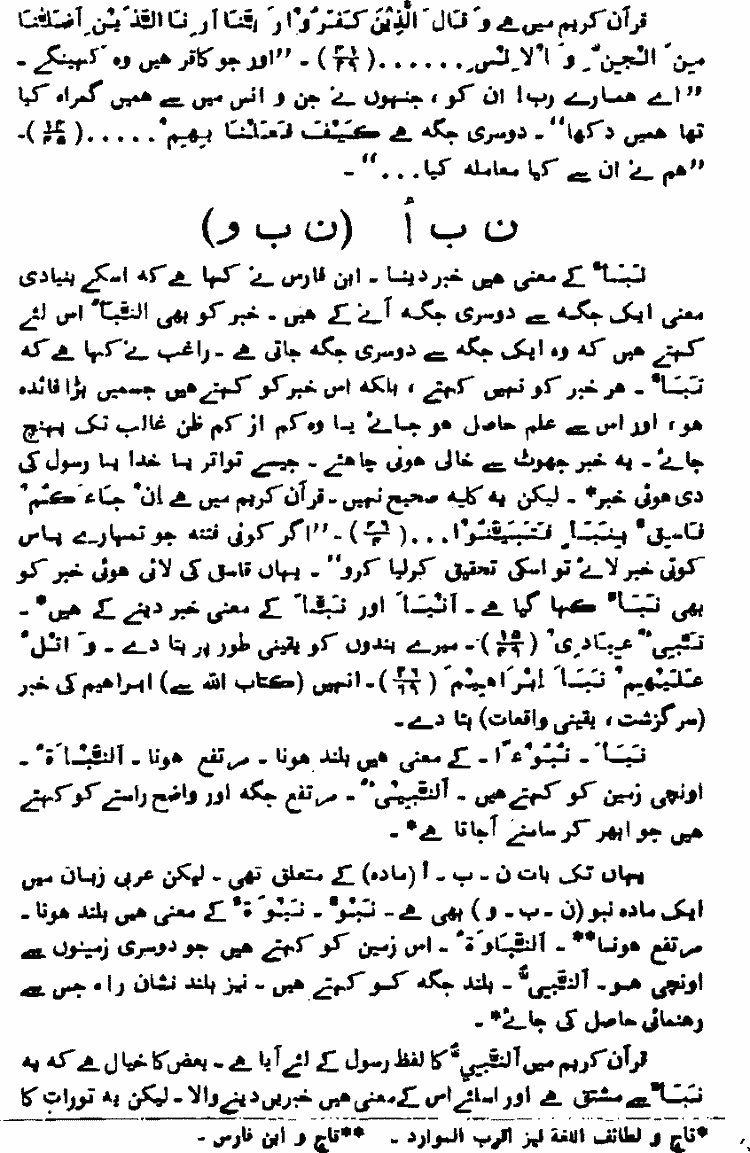 قرآن کریم میں ہے وَ قَالَ الَّذِیْنَ کَفَرُوْا رَبَّنَا اَرِنَا الَّذَیْنِ اَضَلّٰنَا
مِنَ الْجِنِّ وَ الْاِنْسِ ...... (۴۱/۲۹) ۔ ''اور جو کافر ہیں وہ کہینگے ۔
''اے ہمارے رب! ان کو ، جنہوں نے جن و انس میں سے ہمیں گمراہ کیا
تھا ہمیں دکھا'' ۔ دوسری جگہ ہے کَیْفَ فَعَلْنَا بِہِمْ ..... (۱۴/۴۵)۔
''ہم نے ان سے کیا معاملہ کیا...'' ۔
ن ب أ (ن ب و)
نَبَأٌ کے معنی ہیں خبر دینا ۔ ابن فارس نے کہا ہے کہ اسکے بنیادی
معنی ایک جگہ سے دوسری جگہ آنے کے ہیں ۔ خبر کو بھی النَّبَأُ اس لئے
کہتے ہیں کہ وہ ایک جگہ سے دوسری جگہ جاتی ہے ۔ راغب نے کہا ہے کہ
نَبَأٌ ۔ ہر خبر کو نہیں کہتے ، بلکہ اس خبر کو کہتے ہیں جسمیں بڑا فائدہ
ہو ، اور اس سے علم حاصل ہو جائے یا وہ کم از کم ظن غالب تک پہنچ
جائے ۔ یہ خبر جھوٹ سے خالی ہونی چاہئے ۔ جیسے تواتر یا خدا یا رسول کی
دی ہوئی خبر* ۔ لیکن یہ کلیہ صحیح نہیں ۔ قرآن کریم میں ہے اِنْ جَاءَکُمْ
فَاسِقٌ بِنَبَأٍ فَتَبَیَّنُوْا... (۴۹/۶) ۔ ''اگر کوئی فتنہ جو تمہارے پاس
کوئی خبر لائے تو اسکی تحقیق کرلیا کرو'' ۔ یہاں فاسق کی لائی ہوئی خبر کو
بھی نَبَأٌ کہا گیا ہے ۔ اَنْبَأَ اور نَبَّأَ کے معنی خبر دینے کے ہیں* ۔
نَبِّیْ عِبَادِیْ (۱۵/۴۹) ۔ میرے بندوں کو یقینی طور پر بتا دے ۔ وَ اتْلُ
عَلَیْہِمْ نَبَأَ اِبْرَاہِیْمَ (۲۶/۶۹) ۔ انہیں (کتاب اللہ سے) ابراہیم کی خبر
(سرگزشت ، یقینی واقعات) بتا دے ۔
نَبَأَ ۔ نُبُوْءًا ۔ کے معنی ہیں بلند ہونا ۔ مرتفع ہونا ۔ اَلنَّبْأَةُ ۔
اونچی زمین کو کہتے ہیں ۔ اَلنَّبِیْءُ ۔ مرتفع جگہ اور واضح راستے کو کہتے
ہیں جو ابھر کر سامنے آجاتا ہے* ۔
یہاں تک بات ن ۔ ب ۔ أ (مادہ) کے متعلق تھی ۔ لیکن عربی زبان میں
ایک مادہ نبو (ن ۔ ب ۔ و) بھی ہے ۔ نَبْوٌ ۔ نَبْوَةٌ کے معنی ہیں بلند ہونا ۔
مرتفع ہونا** ۔ اَلنَّبَاوَةُ ۔ اس زمین کو کہتے ہیں جو دوسری زمینوں سے
اونچی ہو ۔ اَلنَّبِیُّ ۔ بلند جگہ کو کہتے ہیں ۔ نیز بلند نشان راہ جس سے
رہنمائی حاصل کی جائے* ۔
قرآن کریم میں اَلنَّبِیُّ کا لفظ رسول کے لئے آیا ہے ۔ بعض کا خیال ہے کہ یہ
نَبَأٌ سے مشتق ہے اور اسلئے اس کے معنی ہیں خبریں دینے والا ۔ لیکن یہ تورات کا
*تاج و لطائف اللغة نیز اقرب الموارد ۔ **تاج و ابن فارس ۔